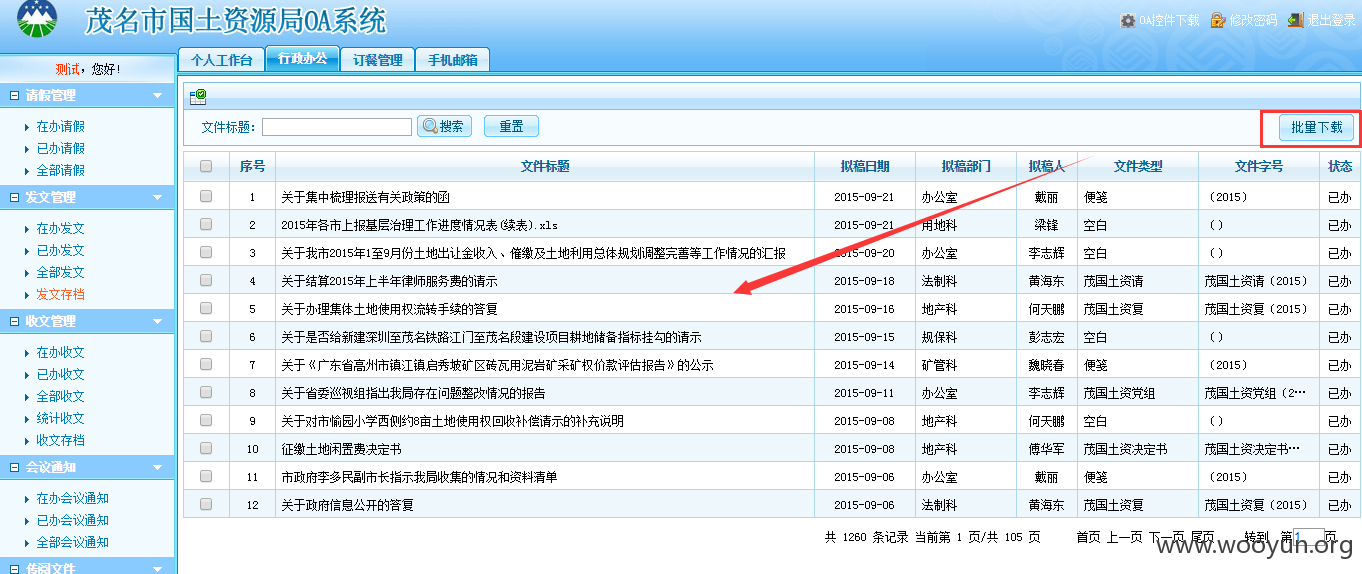 茂名市国土资源局OA系统
OA控件下载 修改密码 退出登录
个人工作台 行政办公 订餐管理 手机邮箱
测试，您好！
请假管理
在办请假
已办请假
全部请假
发文管理
在办发文
已办发文
全部发文
发文存档
收文管理
在办收文
已办收文
全部收文
统计收文
收文存档
会议通知
在办会议通知
已办会议通知
全部会议通知
传阅文件
文件标题： 搜索 重置 批量下载
序号 文件标题 拟稿日期 拟稿部门 拟稿人 文件类型 文件字号 状态
1 关于集中梳理报送有关政策的函 2015-09-21 办公室 戴丽 便笺 （2015） 已办
2 2015年各市上报基层治理工作进度情况表(续表).xls 2015-09-21 用地科 梁锋 空白 （） 已办
3 关于我市2015年1至9月份土地出让金收入、催缴及土地利用总体规划调整完善等工作情况的汇报 2015-09-20 办公室 李志辉 空白 （） 已办
4 关于结算2015年上半年律师服务费的请示 2015-09-18 法制科 黄海东 茂国土资请 茂国土资请（2015） 已办
5 关于办理集体土地使用权流转手续的答复 2015-09-16 地产科 何天鹏 茂国土资复 茂国土资复（2015） 已办
6 关于是否给新建深圳至茂名铁路江门至茂名段建设项目耕地储备指标挂勾的请示 2015-09-15 规保科 彭志宏 空白 （） 已办
7 关于《广东省高州市镇江镇启秀坡矿区砖瓦用泥岩矿采矿权价款评估报告》的公示 2015-09-14 矿管科 魏晓春 便笺 （2015） 已办
8 关于省委巡视组指出我局存在问题整改情况的报告 2015-09-11 办公室 李志辉 茂国土资党组 茂国土资党组（2… 已办
9 关于对市愉园小学西侧约8亩土地使用权回收补偿请示的补充说明 2015-09-08 地产科 何天鹏 空白 （） 已办
10 征缴土地闲置费决定书 2015-09-08 地产科 傅华军 茂国土资决定书 茂国土资决定书… 已办
11 市政府李多民副市长指示我局收集的情况和资料清单 2015-09-06 办公室 戴丽 便笺 （2015） 已办
12 关于政府信息公开的答复 2015-09-06 法制科 黄海东 茂国土资复 茂国土资复（2015） 已办
共 1260 条记录 当前第 1 页/共 105 页 首页 上一页 下一页 尾页 转到 第1页
www.wooyun.org